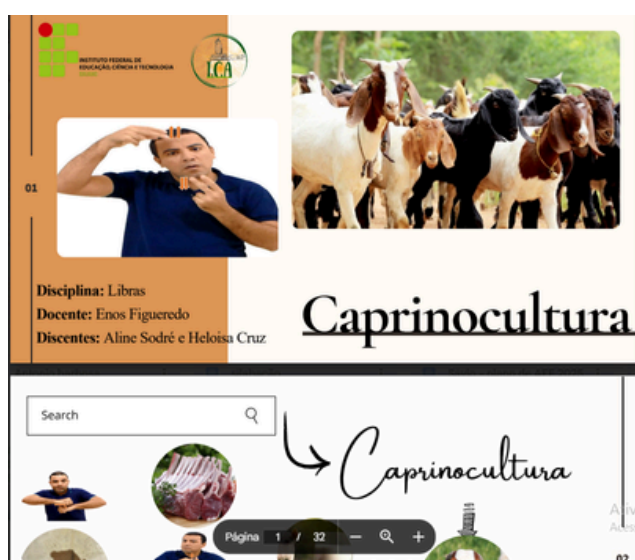 INSTITUTO FEDERAL DE
EDUCAÇÃO, CIÊNCIA E TECNOLOGIA
I.C.A
01
Disciplina: Libras
Docente: Enos Figueredo
Discentes: Aline Sodré e Heloisa Cruz
Caprinocultura
Search
Caprinocultura
Página 1 / 32
02